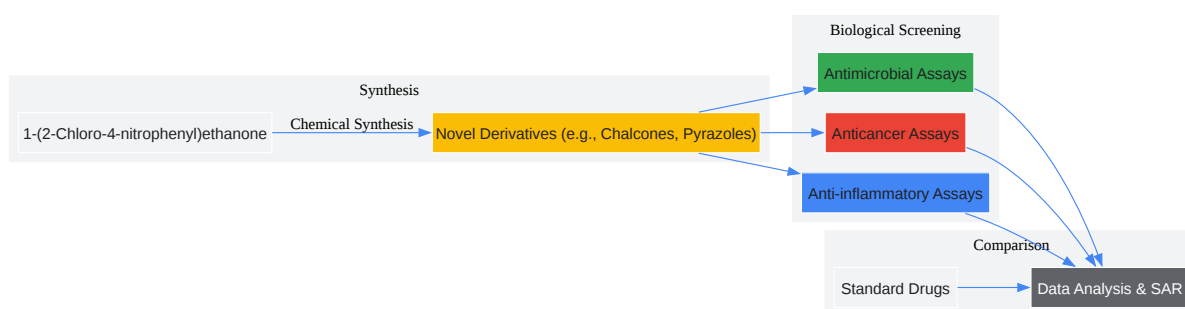 Biological Screening
Antimicrobial Assays
Synthesis
1-(2-Chloro-4-nitrophenyl)ethanone
Chemical Synthesis
Novel Derivatives (e.g., Chalcones, Pyrazoles)
Anticancer Assays
Anti-inflammatory Assays
Comparison
Standard Drugs
Data Analysis & SAR